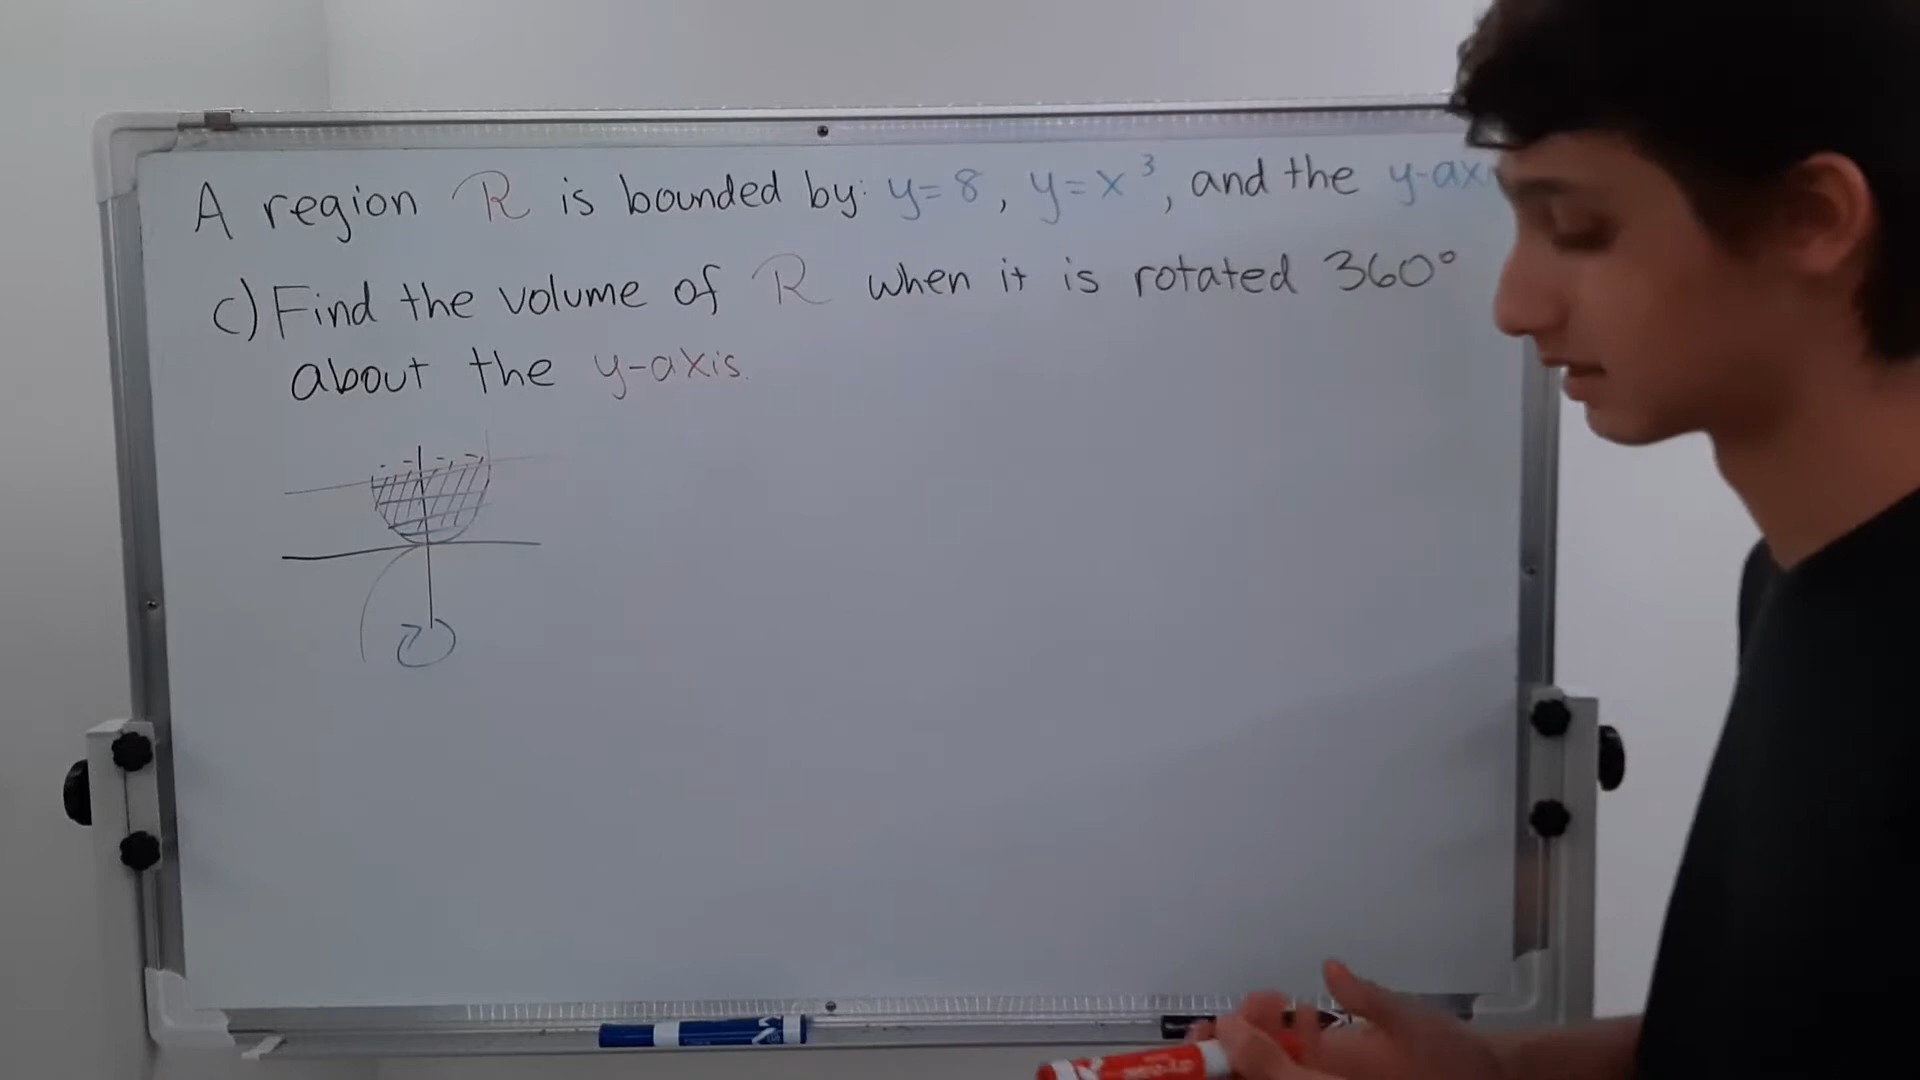 A region R is bounded by: y=8, y=x³, and the y-ax
c) Find the volume of R when it is rotated 360°
about the y-axis.